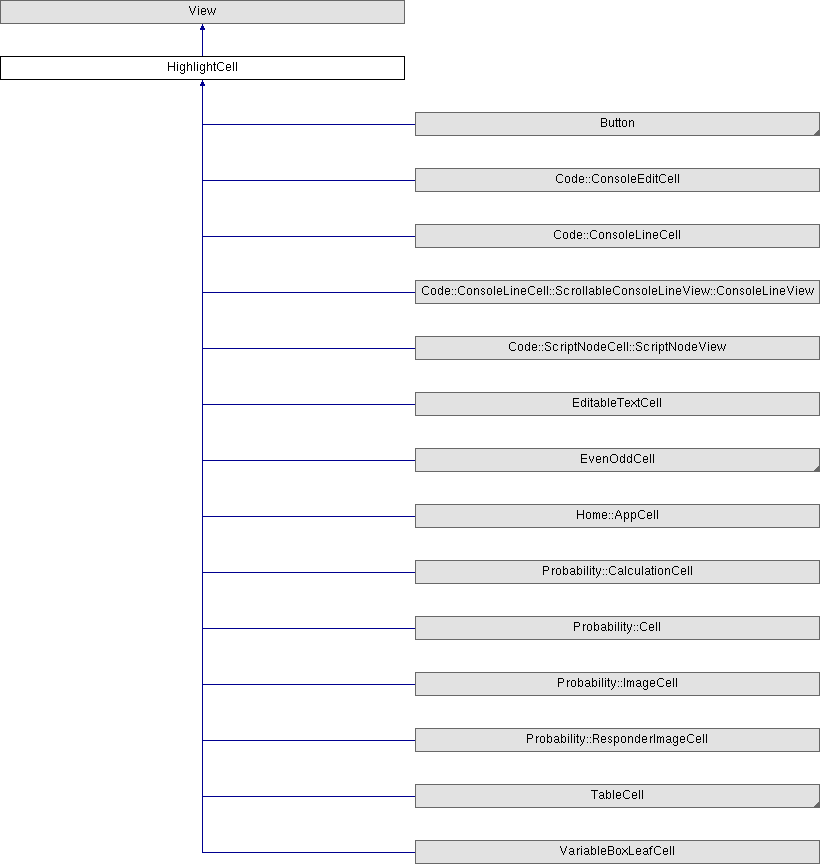 View
HighlightCell
Button
Code::ConsoleEditCell
Code::ConsoleLineCell
Code::ConsoleLineCell::ScrollableConsoleLineView::ConsoleLineView
Code::ScriptNodeCell::ScriptNodeView
EditableTextCell
EvenOddCell
Home::AppCell
Probability::CalculationCell
Probability::Cell
Probability::ImageCell
Probability::ResponderImageCell
TableCell
VariableBoxLeafCell